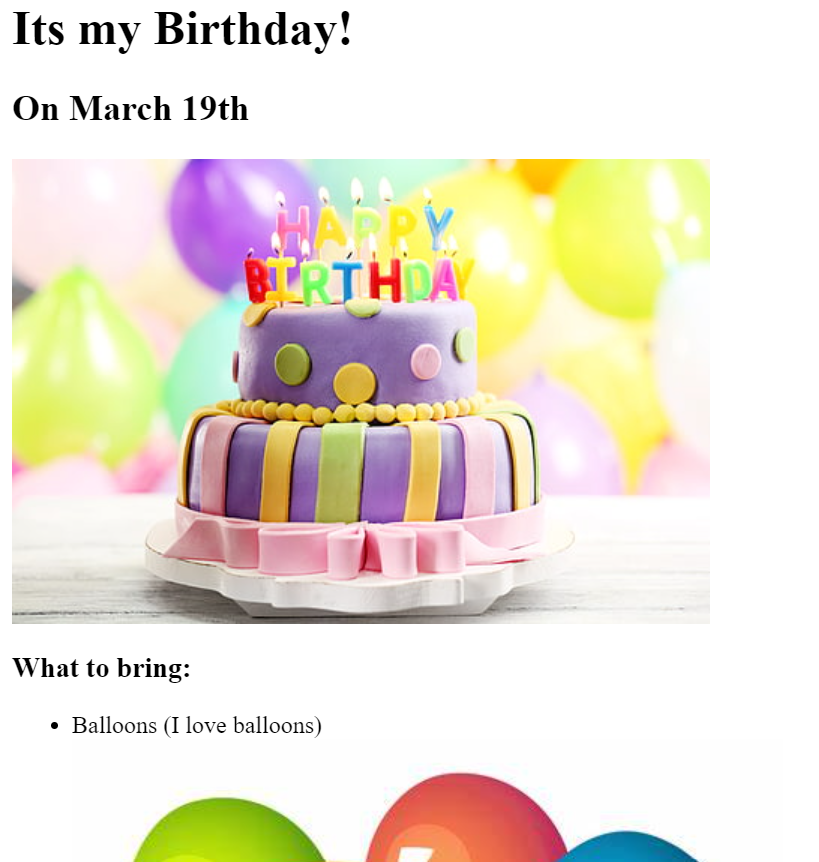 Its my Birthday!
On March 19th
HAPPY
BIRTHDAY
What to bring:
• Balloons (I love balloons)